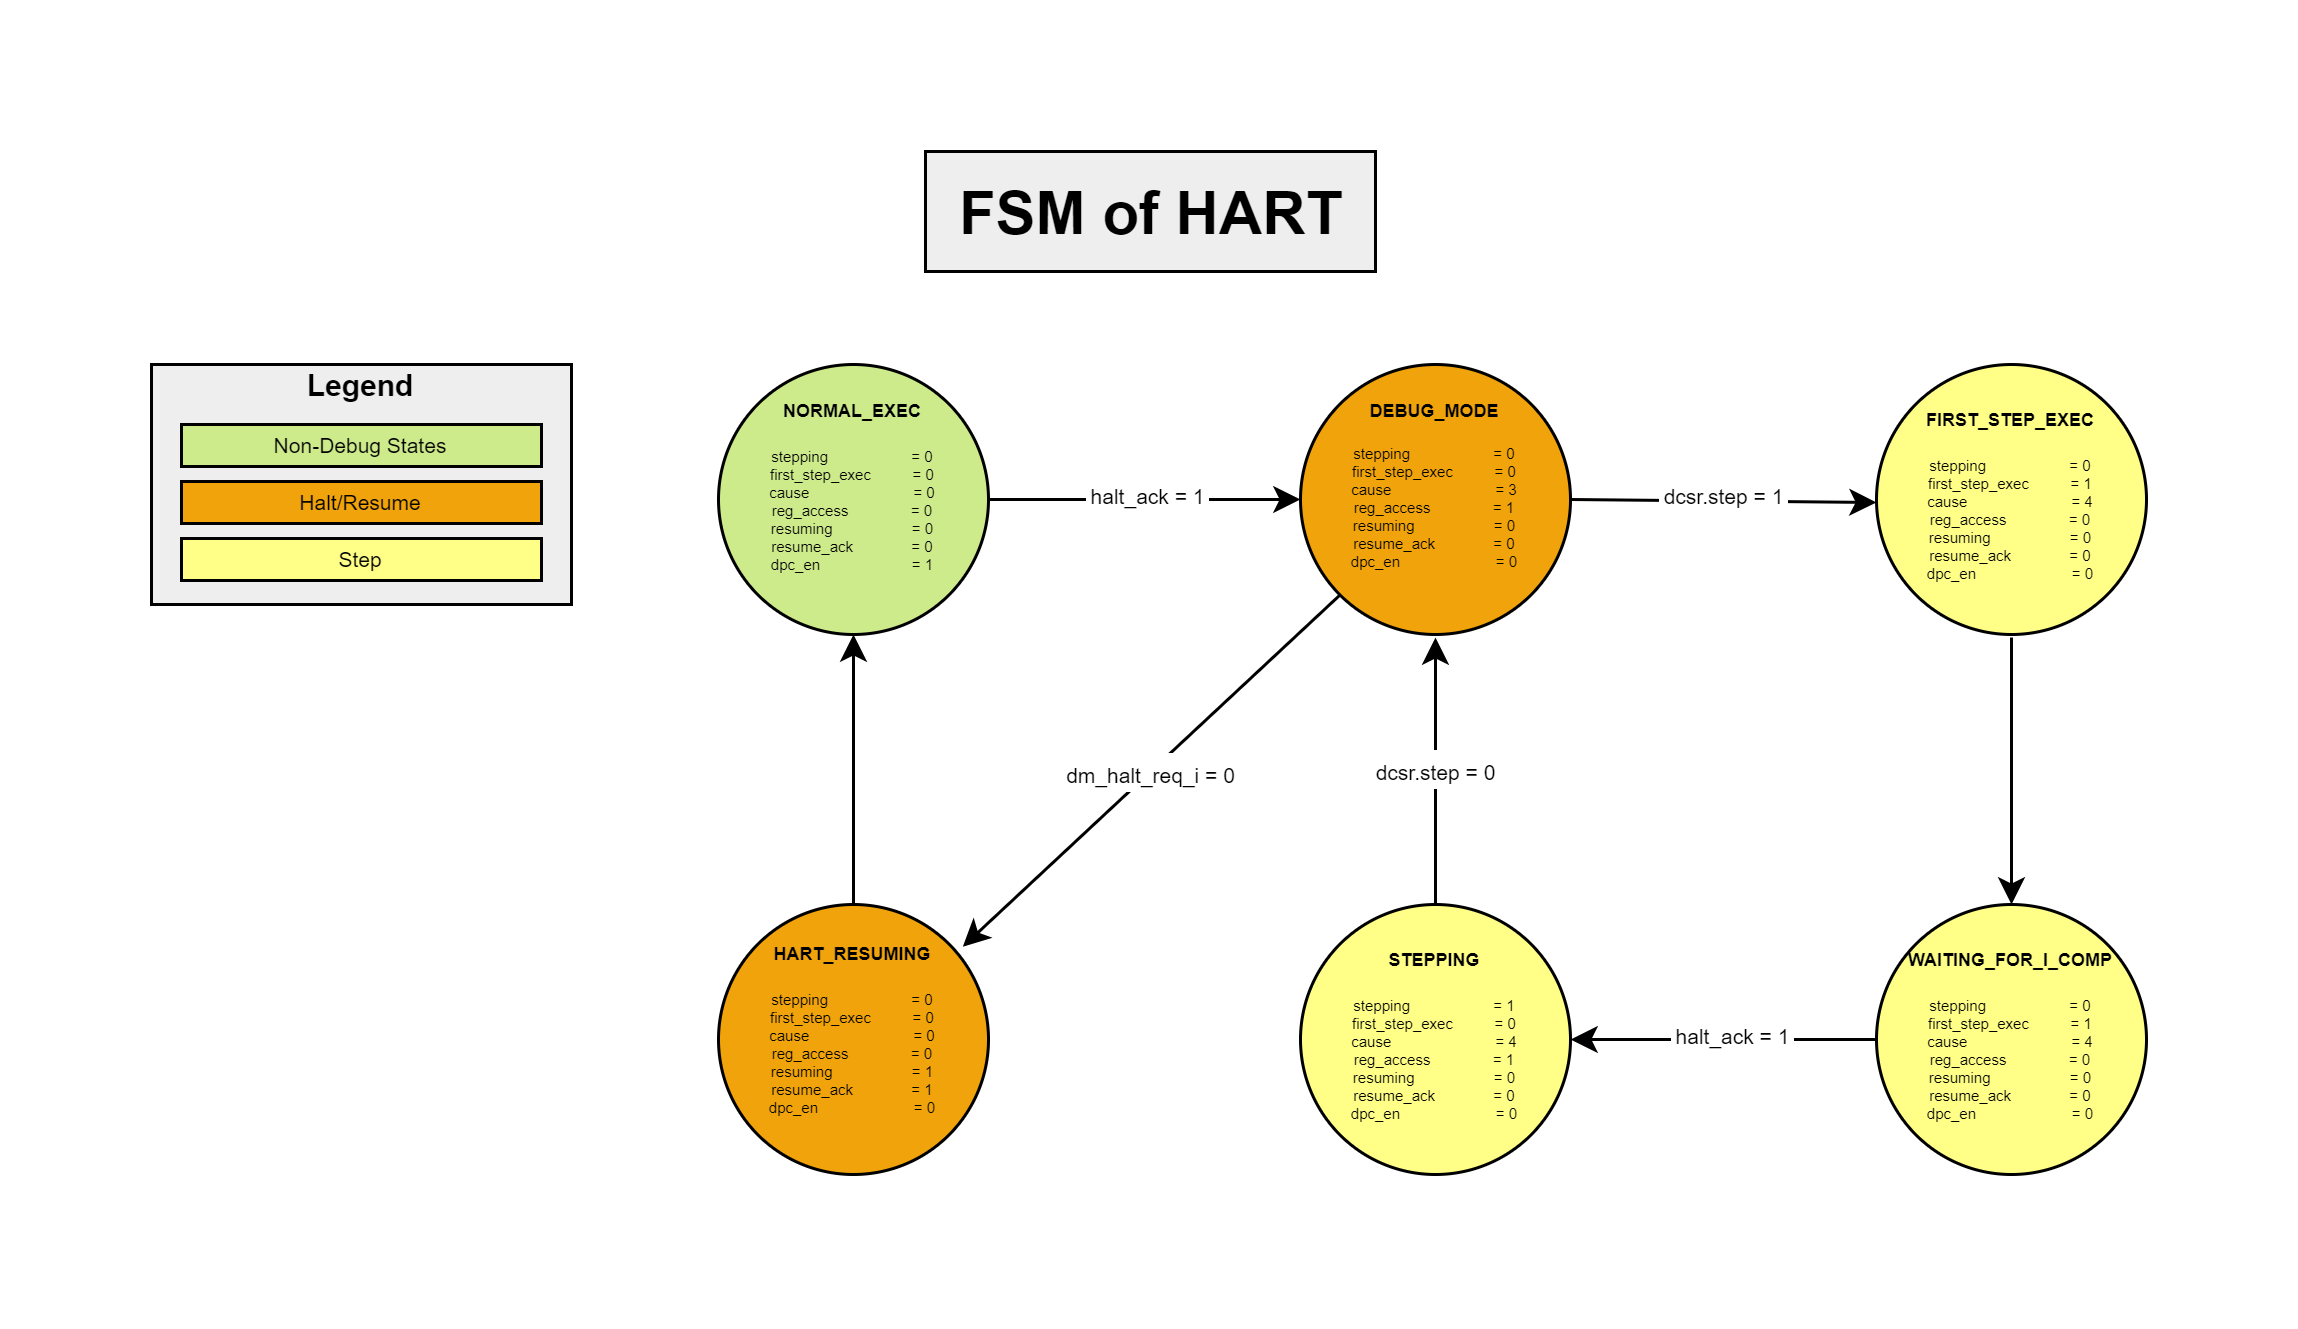 FSM of HART
Legend
Non-Debug States
Halt/Resume
Step
NORMAL_EXEC
stepping = 0
first_step_exec = 0
cause = 0
reg_access = 0
resuming = 0
resume_ack = 0
dpc_en = 1
halt_ack = 1
DEBUG_MODE
stepping = 0
first_step_exec = 0
cause = 3
reg_access = 1
resuming = 0
resume_ack = 0
dpc_en = 0
dcsr.step = 1
FIRST_STEP_EXEC
stepping = 0
first_step_exec = 1
cause = 4
reg_access = 0
resuming = 0
resume_ack = 0
dpc_en = 0
dm_halt_req_i = 0
dcsr.step = 0
HART_RESUMING
stepping = 0
first_step_exec = 0
cause = 0
reg_access = 0
resuming = 1
resume_ack = 1
dpc_en = 0
STEPPING
stepping = 1
first_step_exec = 0
cause = 4
reg_access = 1
resuming = 0
resume_ack = 0
dpc_en = 0
halt_ack = 1
WAITING_FOR_I_COMP
stepping = 0
first_step_exec = 1
cause = 4
reg_access = 0
resuming = 0
resume_ack = 0
dpc_en = 0